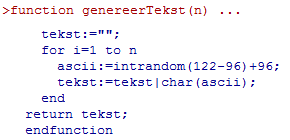 >function genereerTekst(n) ...
tekst:="";
for i=1 to n
ascii:=intrandom(122-96)+96;
tekst:=tekst|char(ascii);
end
return tekst;
endfunction